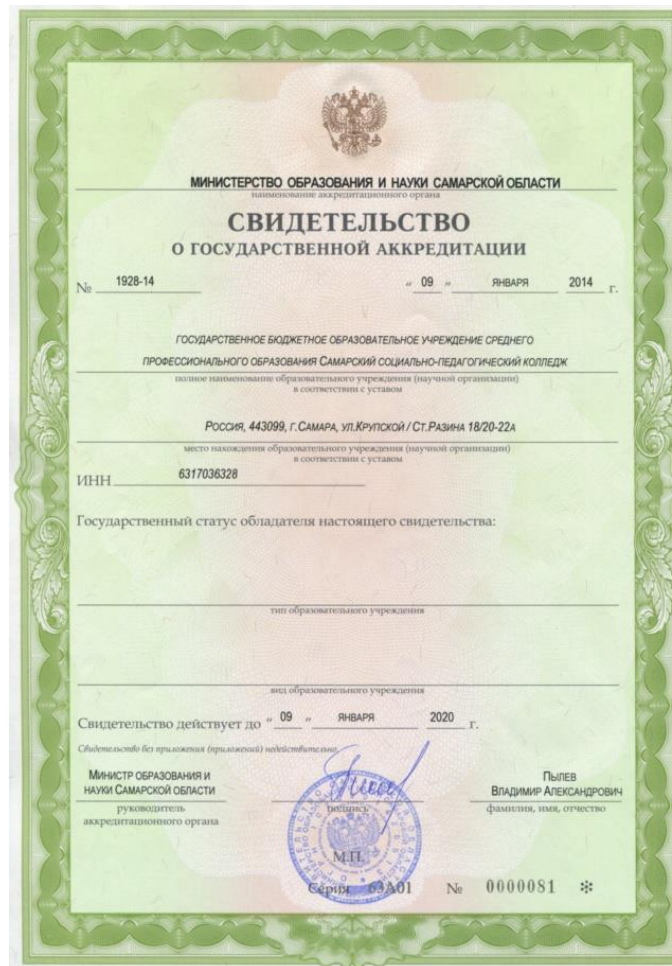 МИНИСТЕРСТВО ОБРАЗОВАНИЯ И НАУКИ САМАРСКОЙ ОБЛАСТИ
наименование аккредитационного органа
СВИДЕТЕЛЬСТВО
О ГОСУДАРСТВЕННОЙ АККРЕДИТАЦИИ
№ 1928-14 " 09 " ЯНВАРЯ 2014 г.
ГОСУДАРСТВЕННОЕ БЮДЖЕТНОЕ ОБРАЗОВАТЕЛЬНОЕ УЧРЕЖДЕНИЕ СРЕДНЕГО
ПРОФЕССИОНАЛЬНОГО ОБРАЗОВАНИЯ САМАРСКИЙ СОЦИАЛЬНО-ПЕДАГОГИЧЕСКИЙ КОЛЛЕДЖ
полное наименование образовательного учреждения (научной организации)
в соответствии с уставом
РОССИЯ, 443099, Г.САМАРА, УЛ.КРУПСКОЙ / СТ.РАЗИНА 18/20-22А
место нахождения образовательного учреждения (научной организации)
в соответствии с уставом
ИНН 6317036328
Государственный статус обладателя настоящего свидетельства:
тип образовательного учреждения
вид образовательного учреждения
Свидетельство действует до " 09 " ЯНВАРЯ 2020 г.
Свидетельство без приложения (приложений) недействительно.
МИНИСТР ОБРАЗОВАНИЯ И
НАУКИ САМАРСКОЙ ОБЛАСТИ
руководитель
аккредитационного органа
подпись
ПЫЛЕВ
ВЛАДИМИР АЛЕКСАНДРОВИЧ
фамилия, имя, отчество
М.П.
Серия 63А01 № 0000081 *